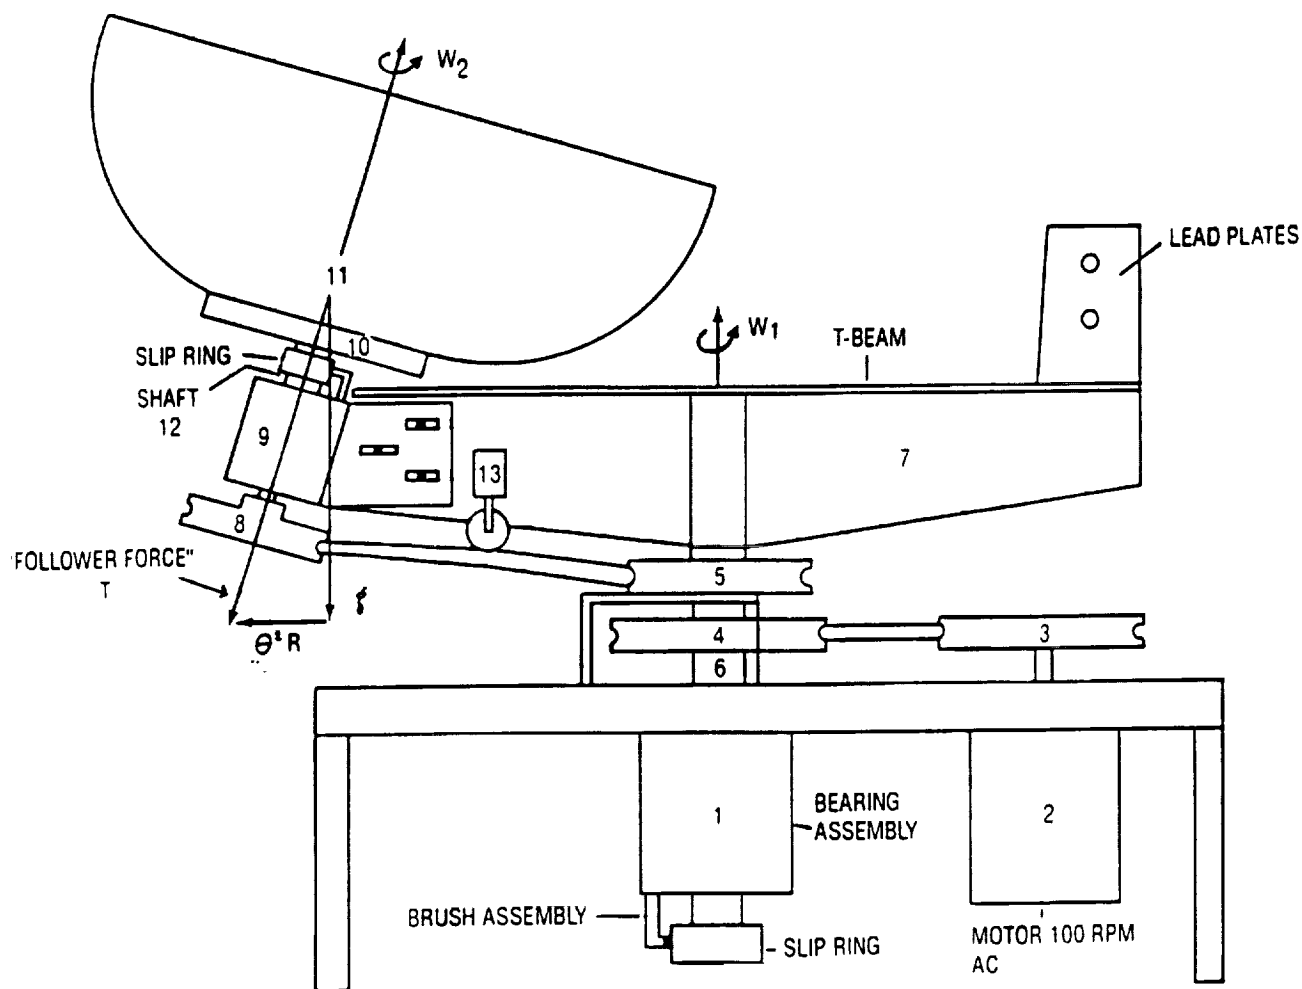 W2
LEAD PLATES
11
W1
T-BEAM
10
SLIP RING
SHAFT
12
9
7
13
8
"FOLLOWER FORCE"
T
5
4
3
θ² R
6
1
BEARING
ASSEMBLY
2
BRUSH ASSEMBLY
SLIP RING
MOTOR 100 RPM
AC